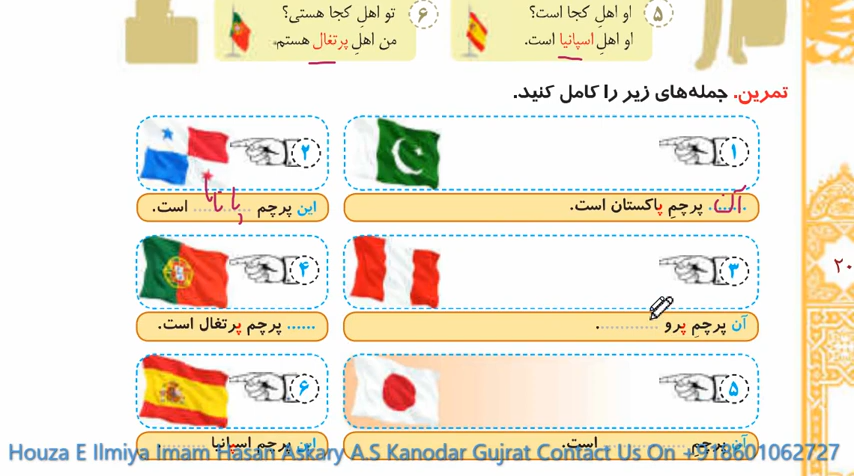 ۵ او اهلِ کجا است؟
او اهلِ اسپانیا است.
۶ تو اهلِ کجا هستی؟
من اهلِ پرتغال هستم.
تمرین. جمله‌های زیر را کامل کنید.
۱
آن پرچمِ پاکستان است.
۲
این پرچم پاناما است.
۳
آن پرچمِ پرو ............ .
۴
...... پرچم پرتغال است.
۵
آن پرچمِ ............ است.
۶
این پرچم اسپانیا ........
۲۰
Houza E Ilmiya Imam Hasan Askary A.S Kanodar Gujrat Contact Us On +918601062727